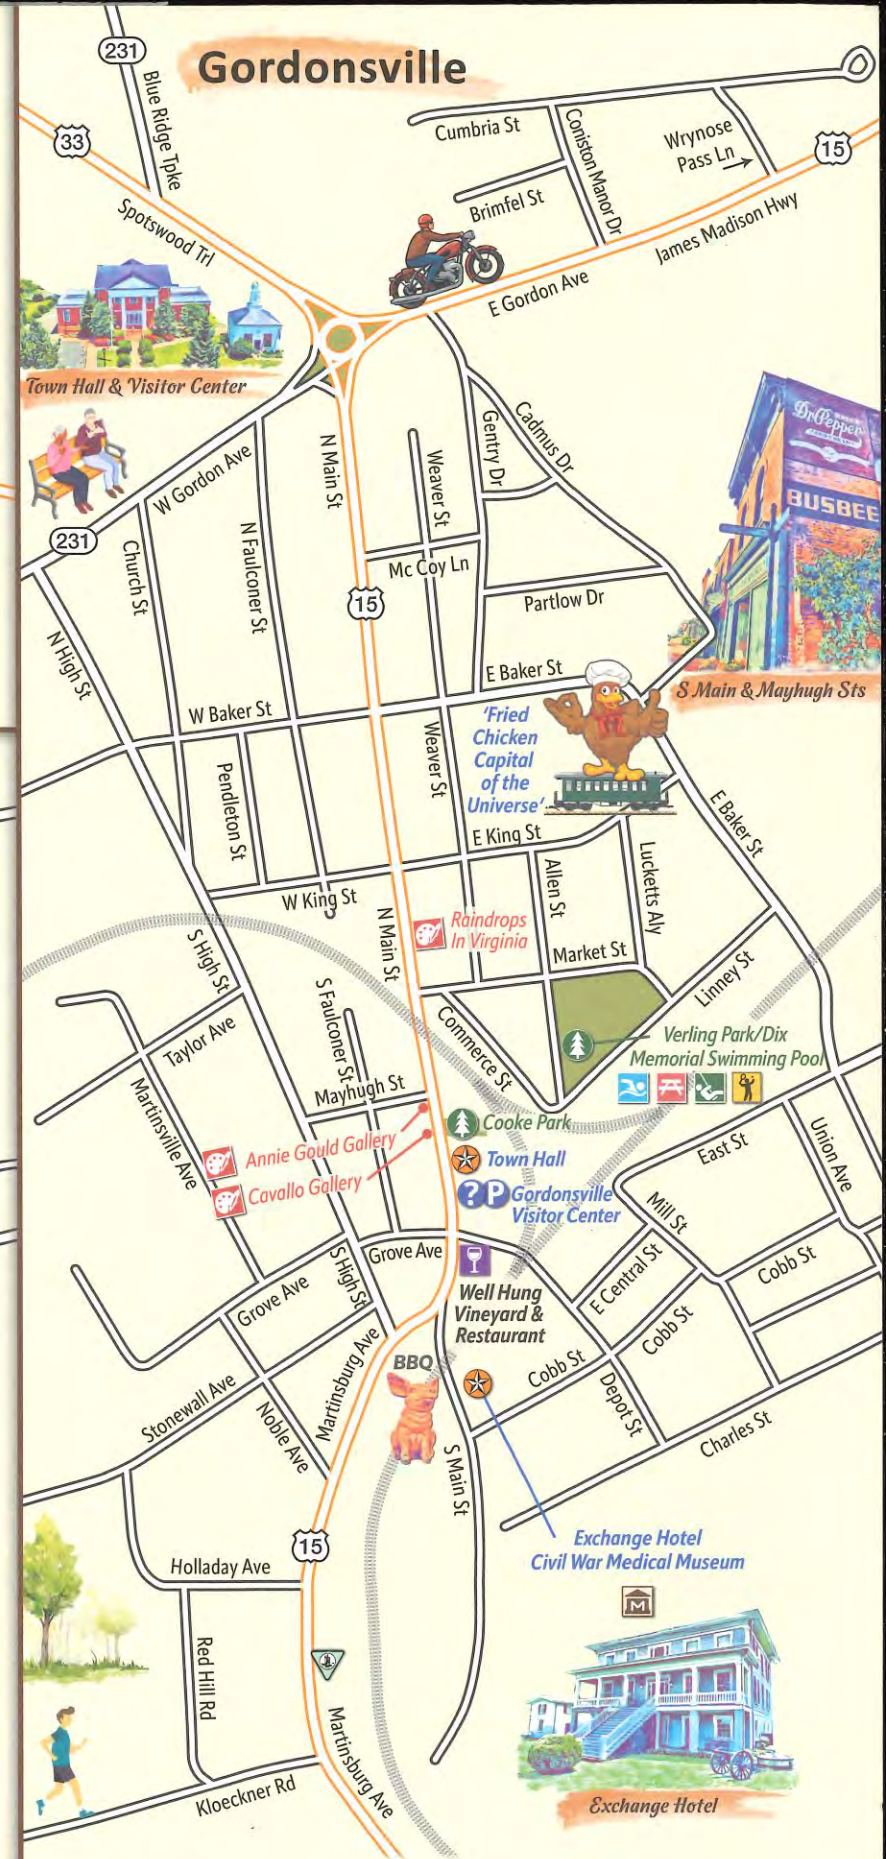 231
Gordonsville
Blue Ridge Tpke
33
Cumbria St
Coniston Manor Dr
Wrynose
Pass Ln
15
Brimfel St
Spotswood Trl
James Madison Hwy
E Gordon Ave
Town Hall & Visitor Center
Dr Pepper
BUSBEE
Cadmus Dr
Gentry Dr
N Main St
Weaver St
W Gordon Ave
231
Church St
N Faulconer St
Mc Coy Ln
15
Partlow Dr
N High St
E Baker St
S Main & Mayhugh Sts
W Baker St
'Fried
Chicken
Capital
of the
Universe'
Weaver St
Pendleton St
E Baker St
E King St
Allen St
Lucketts Aly
W King St
N Main St
Raindrops
In Virginia
S High St
Market St
Linney St
S Faulconer St
Commerce St
Taylor Ave
Verling Park/Dix
Memorial Swimming Pool
Mayhugh St
Martinsville Ave
Cooke Park
Union Ave
Annie Gould Gallery
East St
Town Hall
Cavallo Gallery
? P Gordonsville
Visitor Center
Mill St
Grove Ave
S High St
E Central St
Cobb St
Grove Ave
Well Hung
Vineyard &
Restaurant
Cobb St
Martinsburg Ave
BBQ
Cobb St
Stonewall Ave
Noble Ave
Depot St
Charles St
S Main St
15
Exchange Hotel
Civil War Medical Museum
Holladay Ave
M
Red Hill Rd
Martinsburg Ave
Kloeckner Rd
Exchange Hotel